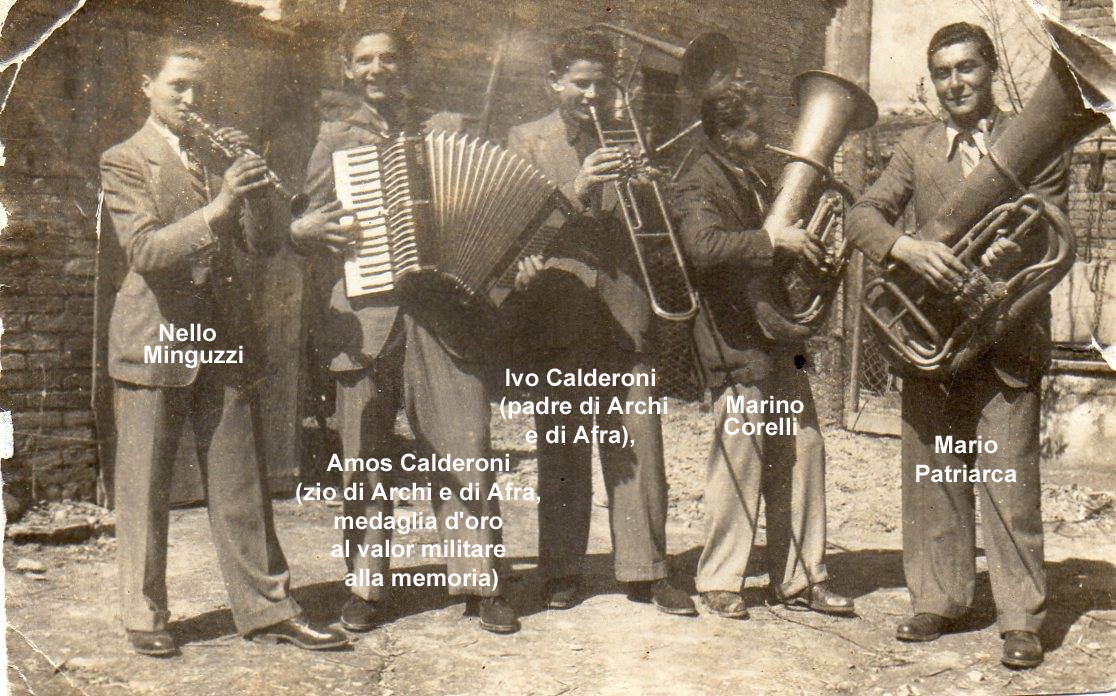 Nello
Minguzzi
Amos Calderoni
(zio di Archi e di Afra,
medaglia d'oro
al valor militare
alla memoria)
Ivo Calderoni
(padre di Archi
e di Afra),
Marino
Corelli
Mario
Patriarca